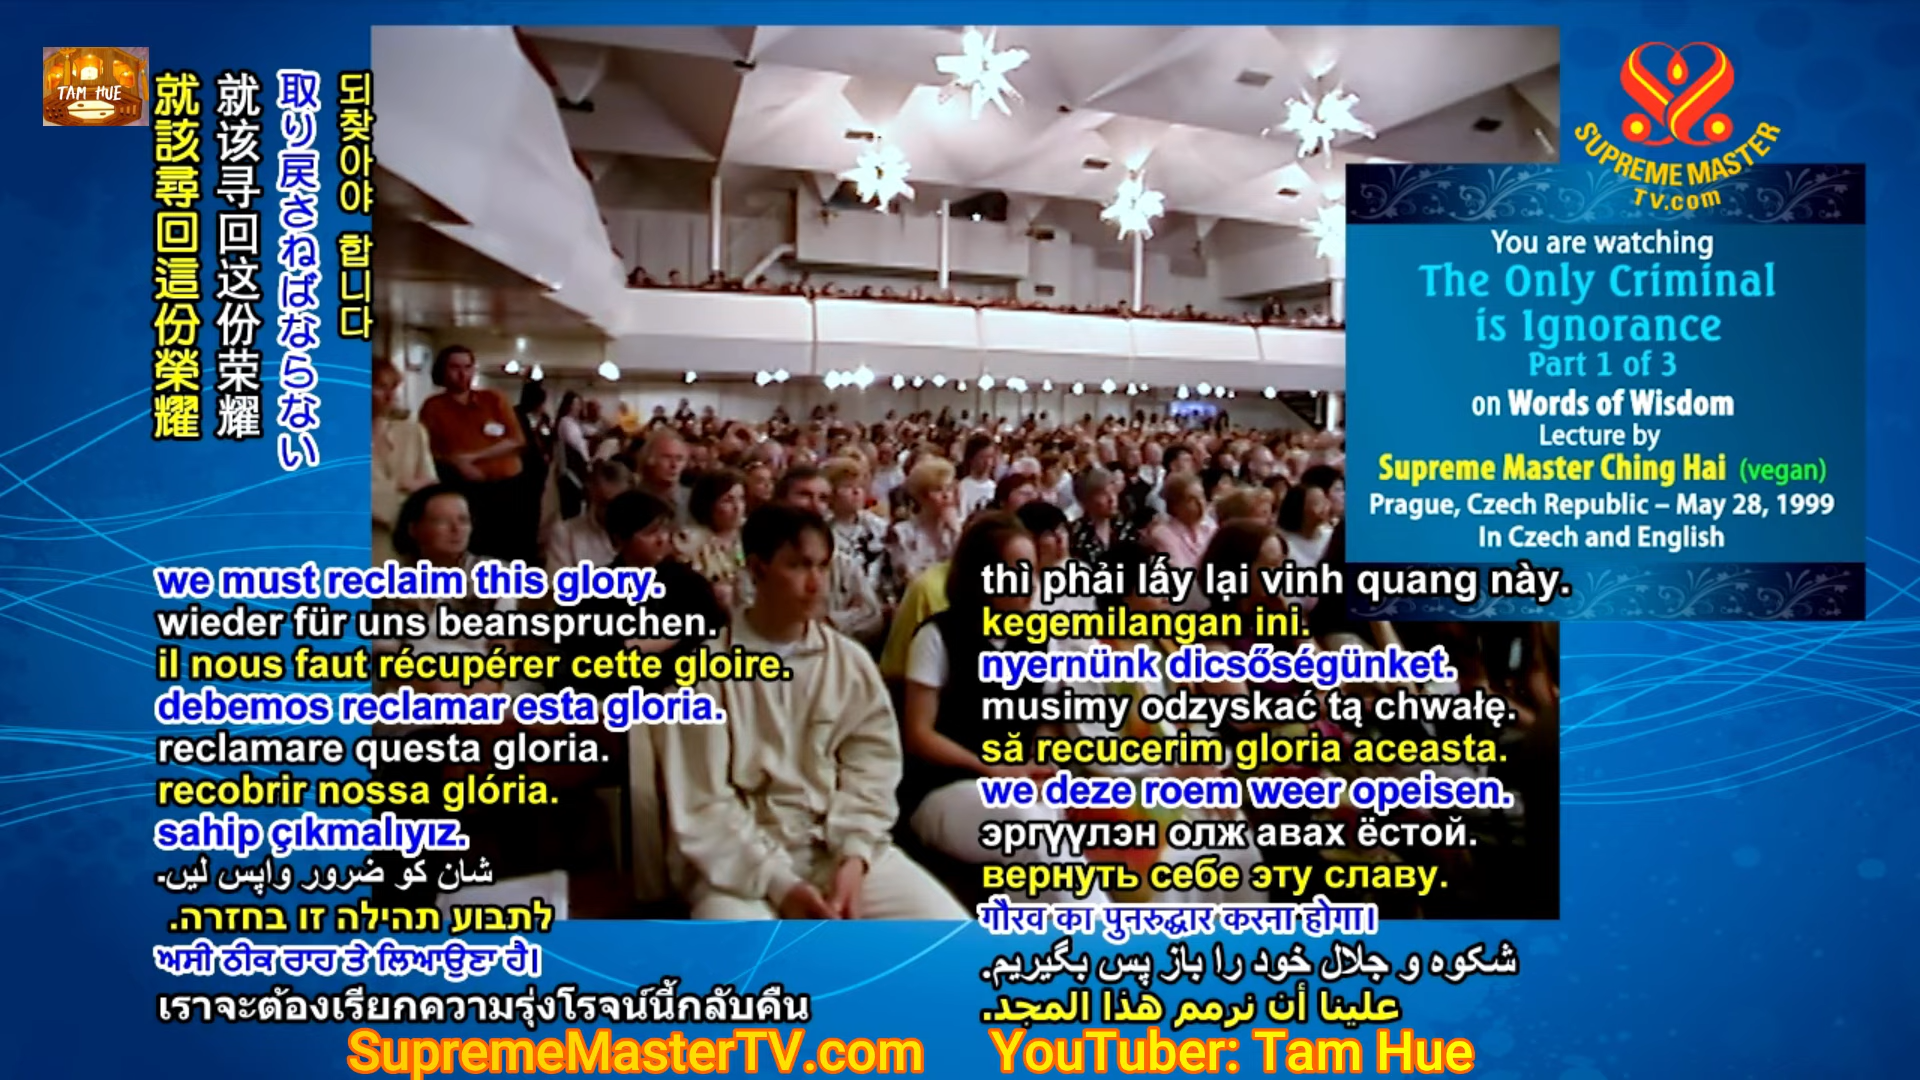 TAM HUE
就該尋回這份榮耀
就该寻回这份荣耀
取り戻さねばならない
되찾아야 합니다
SUPREME MASTER
TV.com
You are watching
The Only Criminal
is Ignorance
Part 1 of 3
on Words of Wisdom
Lecture by
Supreme Master Ching Hai (vegan)
Prague, Czech Republic – May 28, 1999
In Czech and English
we must reclaim this glory.
wieder für uns beanspruchen.
il nous faut récupérer cette gloire.
debemos reclamar esta gloria.
reclamare questa gloria.
recobrir nossa glória.
sahip çıkmalıyız.
شان کو ضرور واپس لیں۔
לתבוע תהילה זו בחזרה.
ਅਸੀ ਠੀਕ ਰਾਹ ਤੇ ਲਿਆਉਣਾ ਹੈ।
เราจะต้องเรียกความรุ่งโรจน์นี้กลับคืน
thì phải lấy lại vinh quang này.
kegemilangan ini.
nyernünk dicsőségünket.
musimy odzyskać tą chwałę.
să recucerim gloria aceasta.
we deze roem weer opeisen.
эргүүлэн олж авах ёстой.
вернуть себе эту славу.
गौरव का पुनरुद्धार करना होगा।
شکوه و جلال خود را باز پس بگیریم.
علينا أن نرمم هذا المجد.
SupremeMasterTV.com YouTuber: Tam Hue